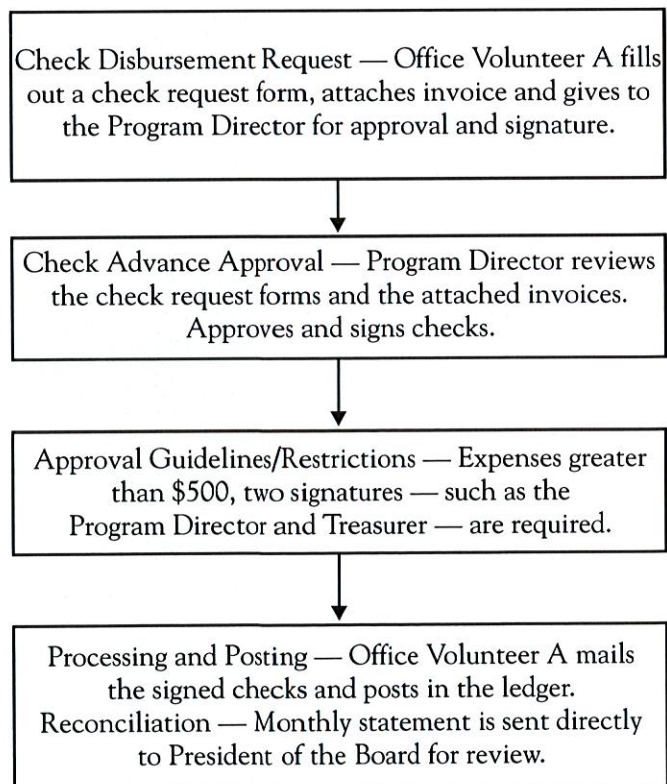 Check Disbursement Request — Office Volunteer A fills
out a check request form, attaches invoice and gives to
the Program Director for approval and signature.
Check Advance Approval — Program Director reviews
the check request forms and the attached invoices.
Approves and signs checks.
Approval Guidelines/Restrictions — Expenses greater
than $500, two signatures — such as the
Program Director and Treasurer — are required.
Processing and Posting — Office Volunteer A mails
the signed checks and posts in the ledger.
Reconciliation — Monthly statement is sent directly
to President of the Board for review.